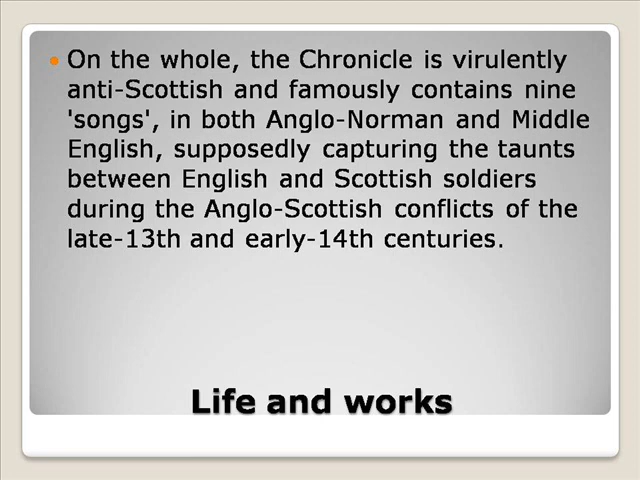 On the whole, the Chronicle is virulently
anti-Scottish and famously contains nine
'songs', in both Anglo-Norman and Middle
English, supposedly capturing the taunts
between English and Scottish soldiers
during the Anglo-Scottish conflicts of the
late-13th and early-14th centuries.
Life and works